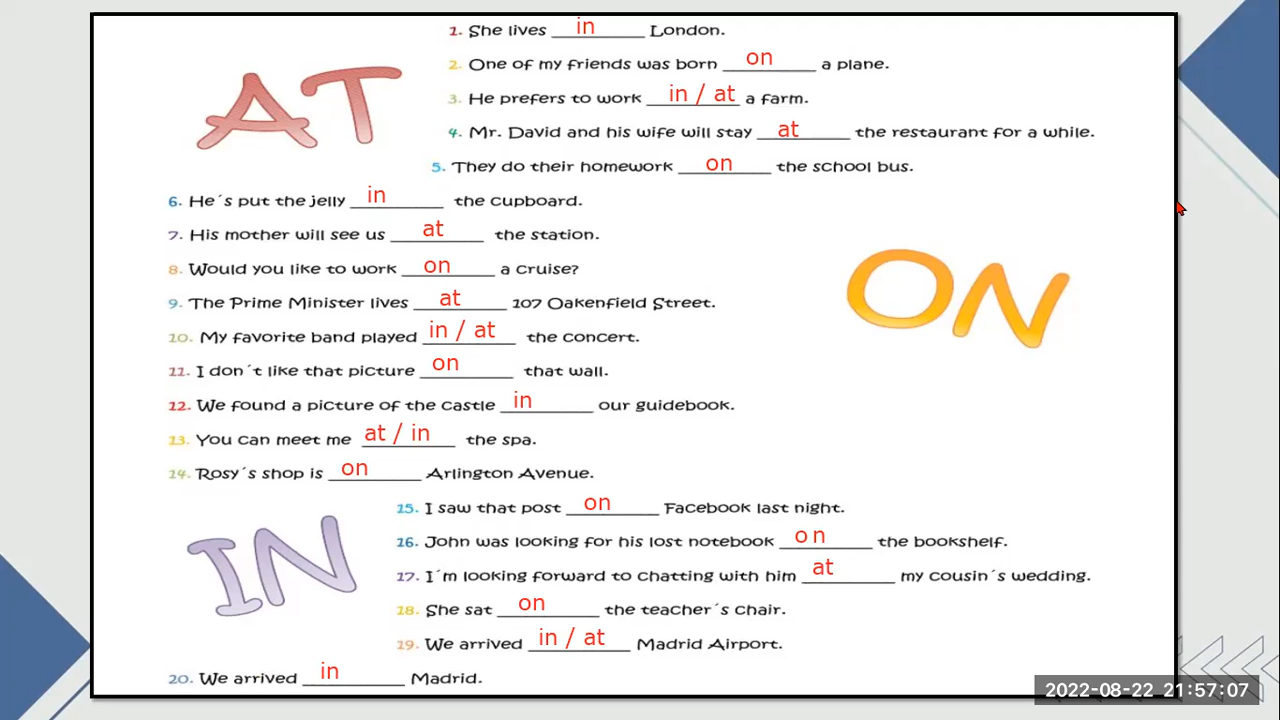 1. She lives in London.
2. One of my friends was born on a plane.
AT
3. He prefers to work in / at a farm.
4. Mr. David and his wife will stay at the restaurant for a while.
5. They do their homework on the school bus.
6. He´s put the jelly in the cupboard.
7. His mother will see us at the station.
8. Would you like to work on a cruise?
ON
9. The Prime Minister lives at 107 Oakenfield Street.
10. My favorite band played in / at the concert.
11. I don´t like that picture on that wall.
12. We found a picture of the castle in our guidebook.
13. You can meet me at / in the spa.
14. Rosy´s shop is on Arlington Avenue.
15. I saw that post on Facebook last night.
16. John was looking for his lost notebook on the bookshelf.
IN
17. I´m looking forward to chatting with him at my cousin´s wedding.
18. She sat on the teacher´s chair.
19. We arrived in / at Madrid Airport.
20. We arrived in Madrid.
2022-08-22 21:57:07